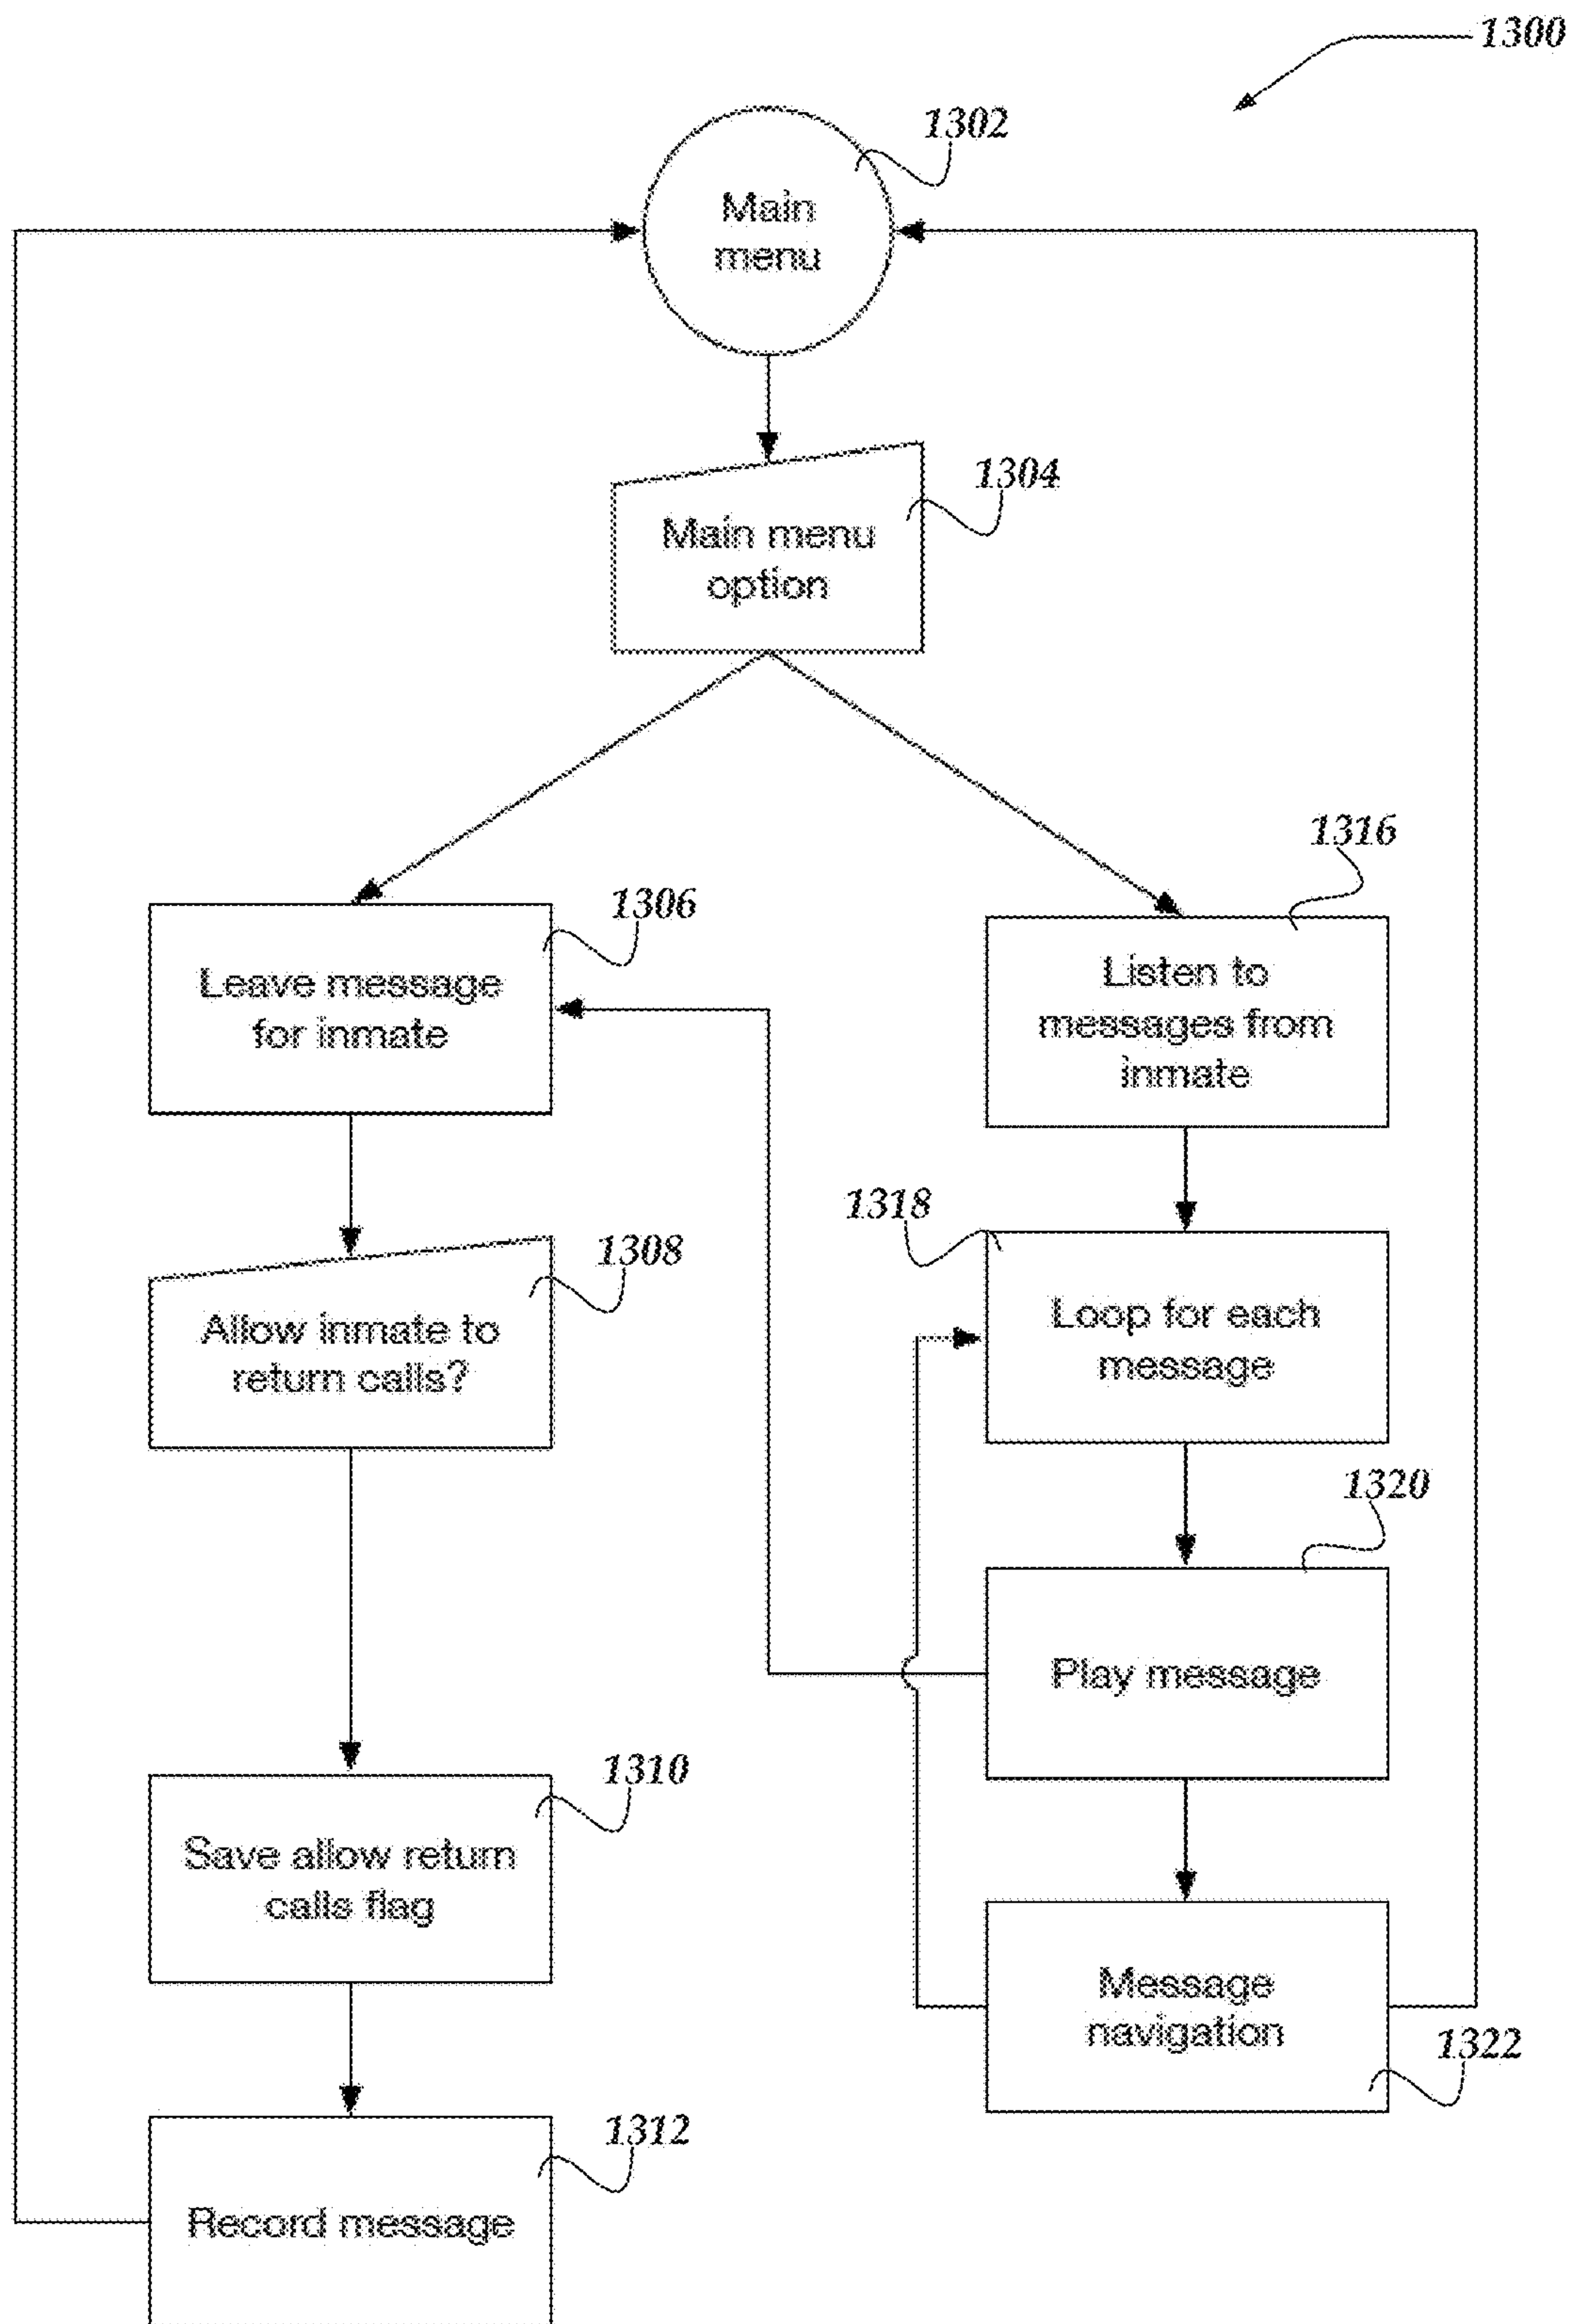 1300
1302
Main
menu
1304
Main menu
option
1306
Leave message
for inmate
1316
Listen to
messages from
inmate
1308
Allow inmate to
return calls?
1318
Loop for each
message
1320
Play message
1310
Save allow return
calls flag
Message
navigation
1322
1312
Record message